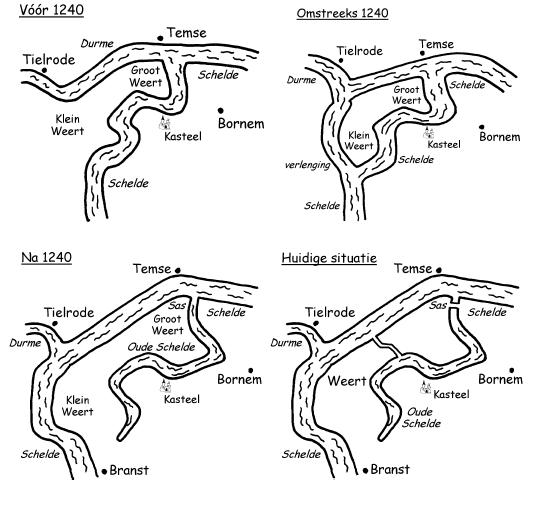 Vóór 1240
Temse
Durme
Tielrode
Groot
Weert
Schelde
Klein
Weert
Kasteel
Bornem
Schelde
Omstreeks 1240
Temse
Tielrode
Durme
Groot
Weert
Schelde
Bornem
Klein
Weert
Kasteel
Schelde
verlenging
Schelde
Na 1240
Temse
Tielrode
Sas
Schelde
Groot
Weert
Durme
Oude Schelde
Bornem
Klein
Weert
Kasteel
Schelde
Branst
Huidige situatie
Temse
Tielrode
Sas
Schelde
Durme
Weert
Bornem
Kasteel
Oude
Schelde
Schelde
Branst